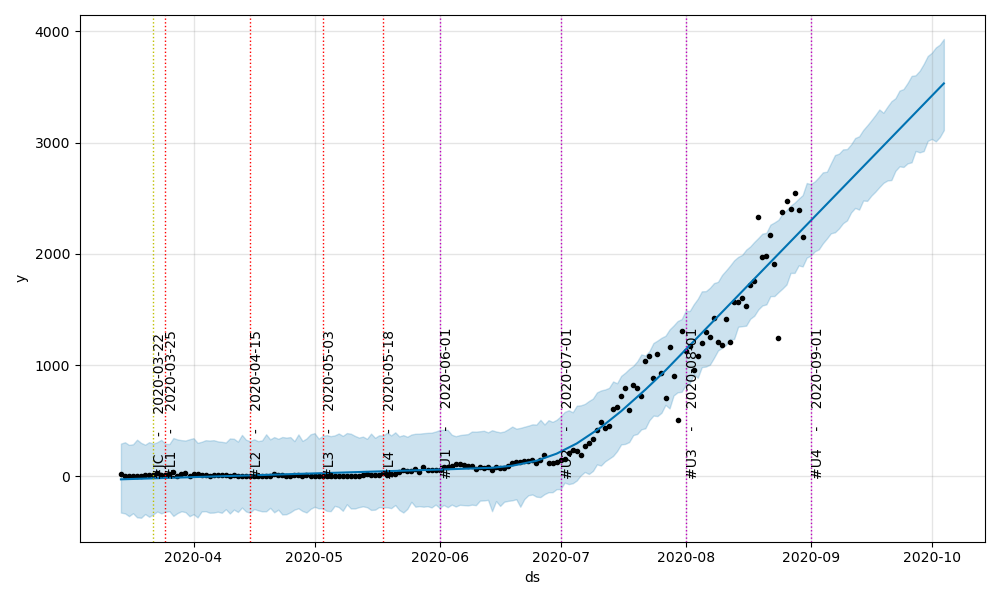 4000
3000
2000
1000
0
y
#JC - 2020-03-22
#L1 - 2020-03-25
#L2 - 2020-04-15
#L3 - 2020-05-03
#L4 - 2020-05-18
#U1 - 2020-06-01
#U2 - 2020-07-01
#U3 - 2020-08-01
#U4 - 2020-09-01
2020-04
2020-05
2020-06
2020-07
2020-08
2020-09
2020-10
ds